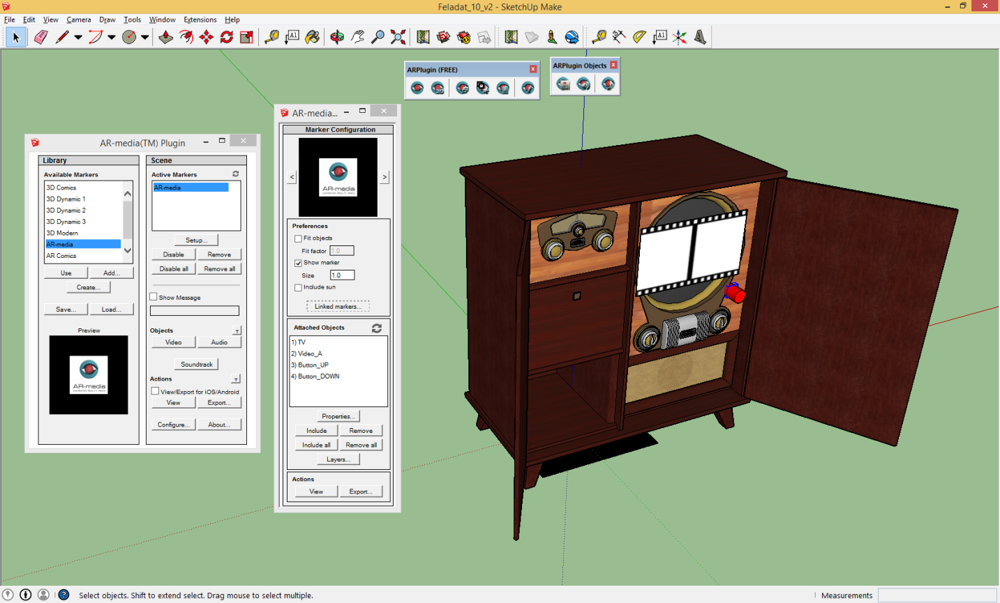 Feladat_10_v2 - SketchUp Make
File Edit View Camera Draw Tools Window Extensions Help
A1
A1
ARPlugin (FREE)
ARPlugin Objects
AR-media(TM) Plugin
Library
Available Markers
3D Comics
3D Dynamic 1
3D Dynamic 2
3D Dynamic 3
3D Modern
AR-media
AR Comics
Use Add...
Create...
Save... Load...
Preview
AR-media
Scene
Active Markers
AR-media
Setup...
Disable Remove
Disable all Remove all
Show Message
Objects
Video Audio
Soundtrack
Actions
View/Export for iOS/Android
View Export...
Configure... About...
AR-media...
Marker Configuration
< >
AR-media
AUGMENTED REALITY MEDIA
Preferences
Fit objects
Fit factor 1.0
Show marker
Size 1.0
Include sun
Linked markers...
Attached Objects
1) TV
2) Video_A
3) Button_UP
4) Button_DOWN
Properties...
Include Remove
Include all Remove all
Layers...
Actions
View Export...
Select objects. Shift to extend select. Drag mouse to select multiple.
Measurements